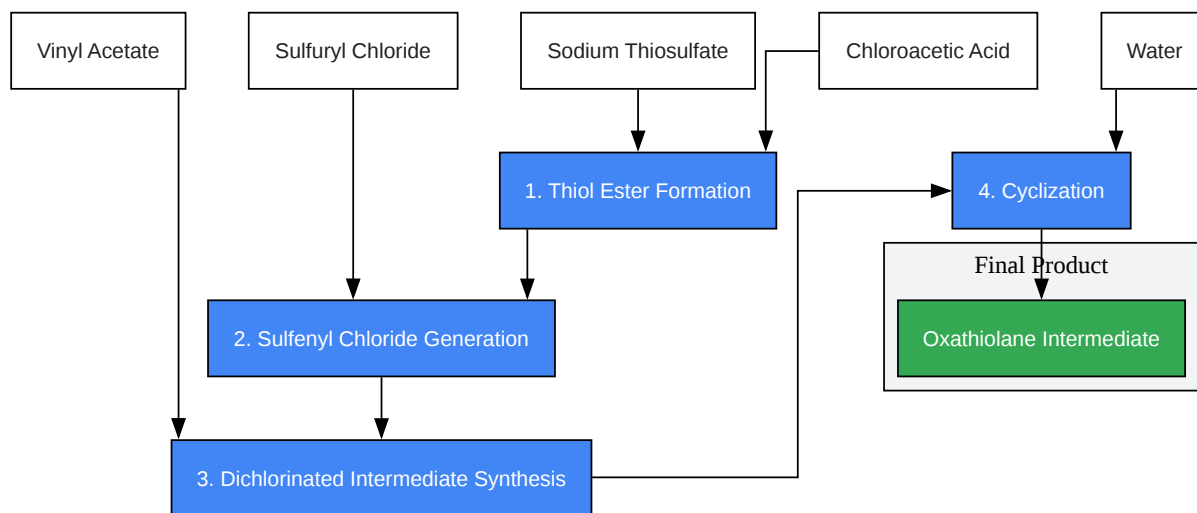 Vinyl Acetate
Sulfuryl Chloride
Sodium Thiosulfate
Chloroacetic Acid
Water
1. Thiol Ester Formation
4. Cyclization
Final Product
2. Sulfenyl Chloride Generation
Oxathiolane Intermediate
3. Dichlorinated Intermediate Synthesis